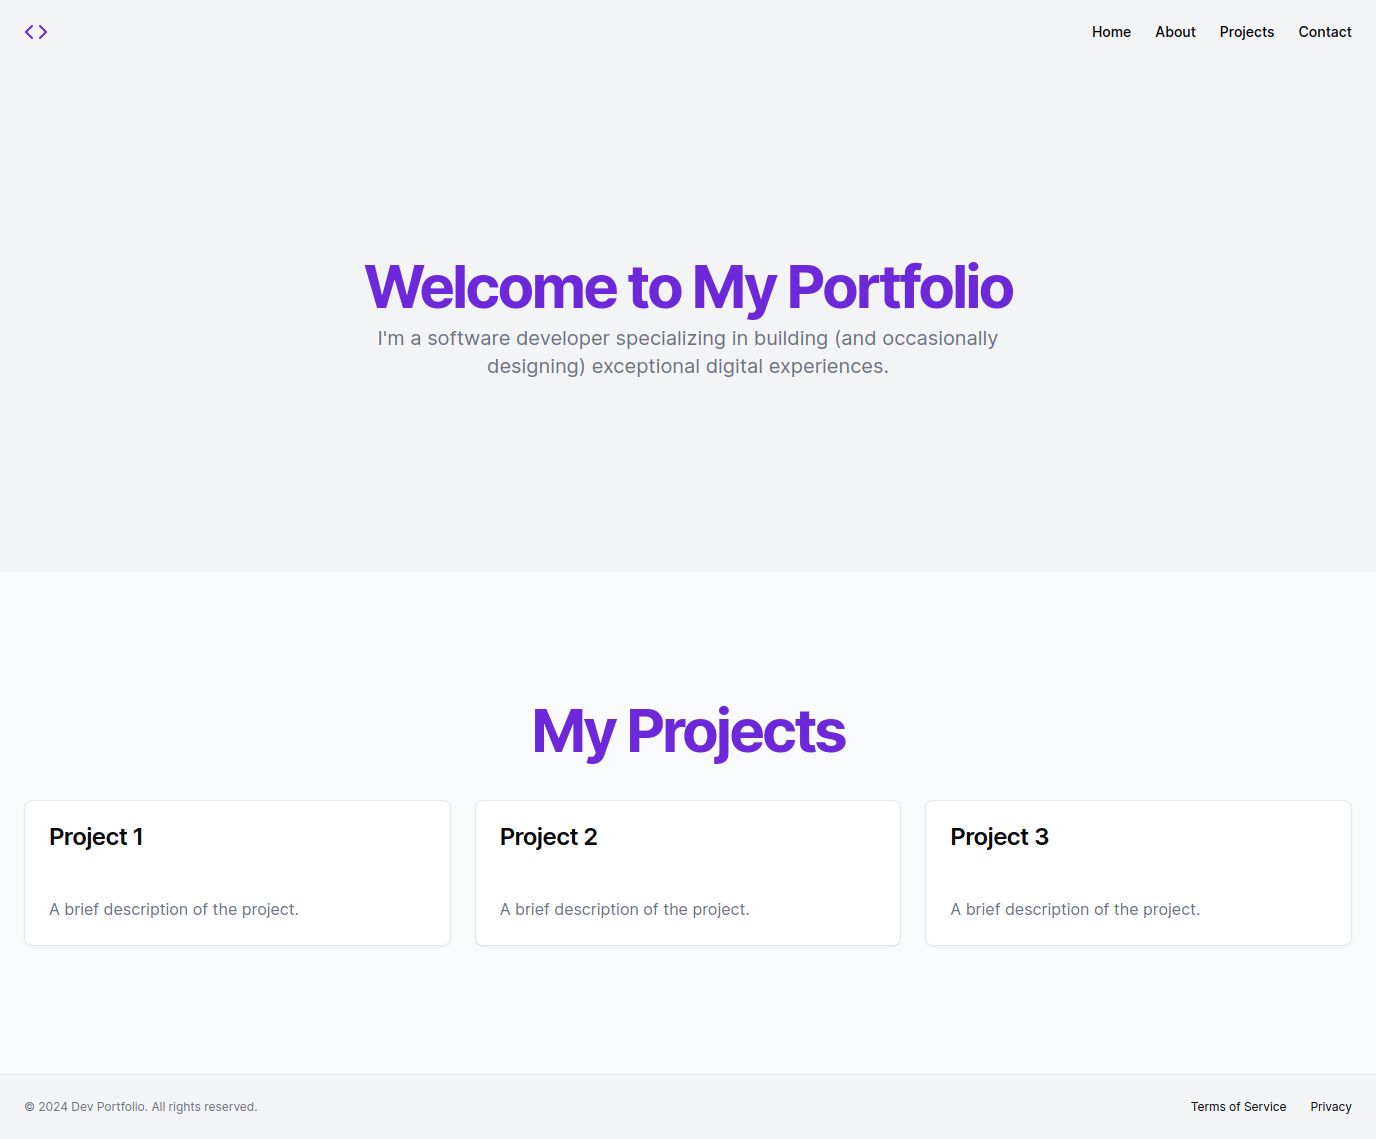 Home About Projects Contact
Welcome to My Portfolio
I'm a software developer specializing in building (and occasionally
designing) exceptional digital experiences.
My Projects
Project 1
A brief description of the project.
Project 2
A brief description of the project.
Project 3
A brief description of the project.
© 2024 Dev Portfolio. All rights reserved.
Terms of Service Privacy